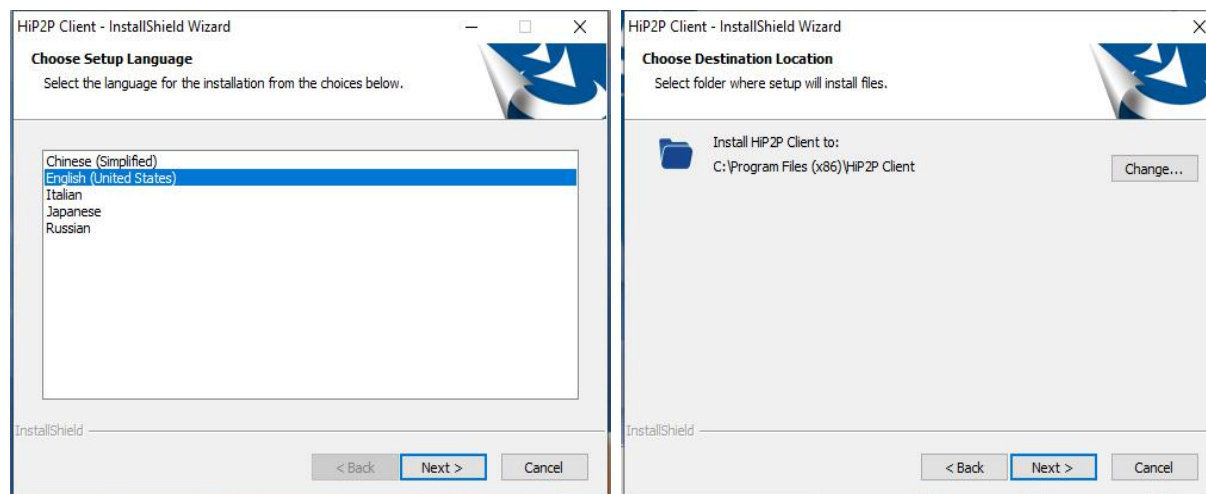 HiP2P Client - InstallShield Wizard
Choose Setup Language
Select the language for the installation from the choices below.
Chinese (Simplified)
English (United States)
Italian
Japanese
Russian
InstallShield
< Back
Next >
Cancel
HiP2P Client - InstallShield Wizard
Choose Destination Location
Select folder where setup will install files.
Install HiP2P Client to:
C:\Program Files (x86)\HiP2P Client
Change...
InstallShield
< Back
Next >
Cancel